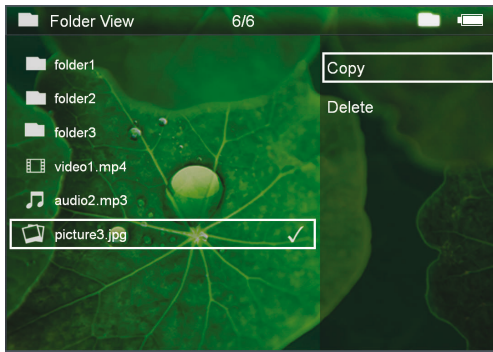 Folder View 6/6
folder1
folder2
folder3
video1.mp4
audio2.mp3
picture3.jpg
Copy
Delete